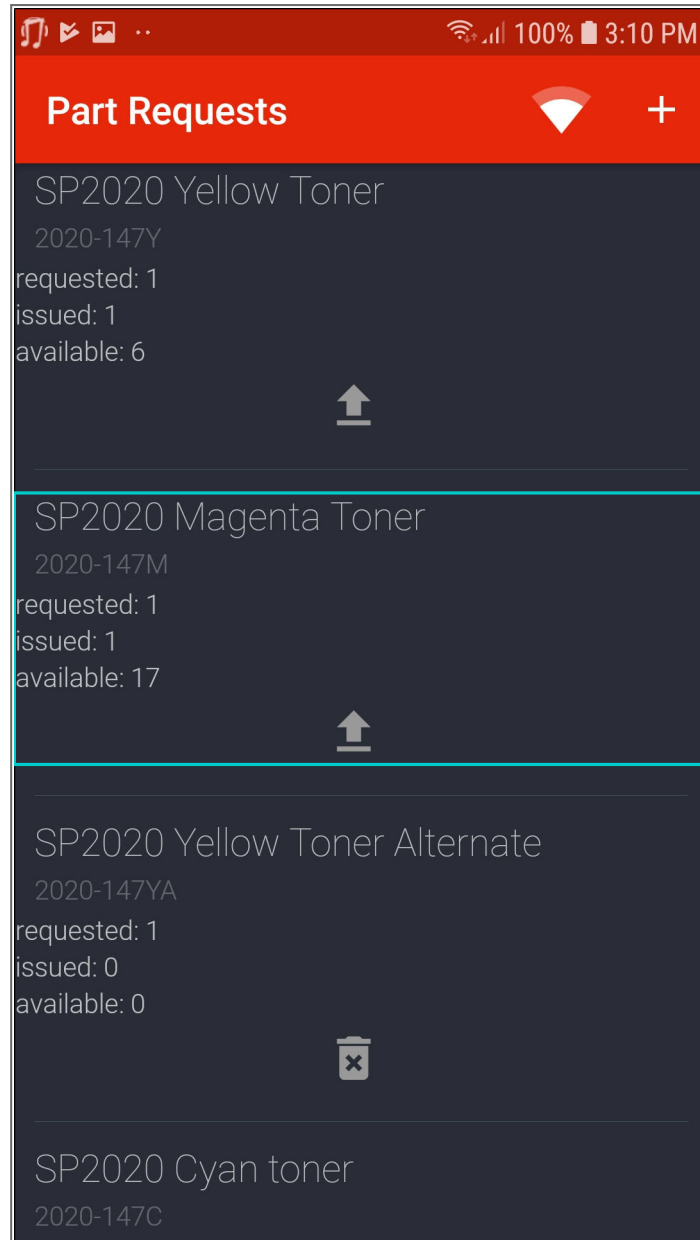 100% 3:10 PM
Part Requests
SP2020 Yellow Toner
2020-147Y
requested: 1
issued: 1
available: 6
SP2020 Magenta Toner
2020-147M
requested: 1
issued: 1
available: 17
SP2020 Yellow Toner Alternate
2020-147YA
requested: 1
issued: 0
available: 0
SP2020 Cyan toner
2020-147C